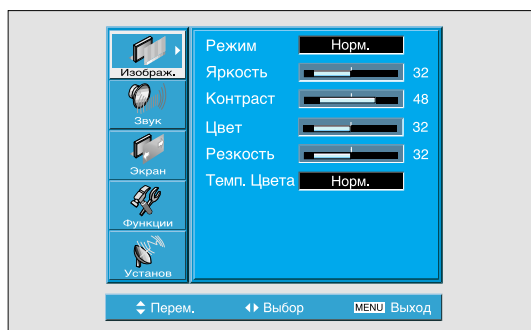 Изображ.
Звук
Экран
Функции
Установ
Режим Норм.
Яркость 32
Контраст 48
Цвет 32
Резкость 32
Темп. Цвета Норм.
Перем. Выбор MENU Выход